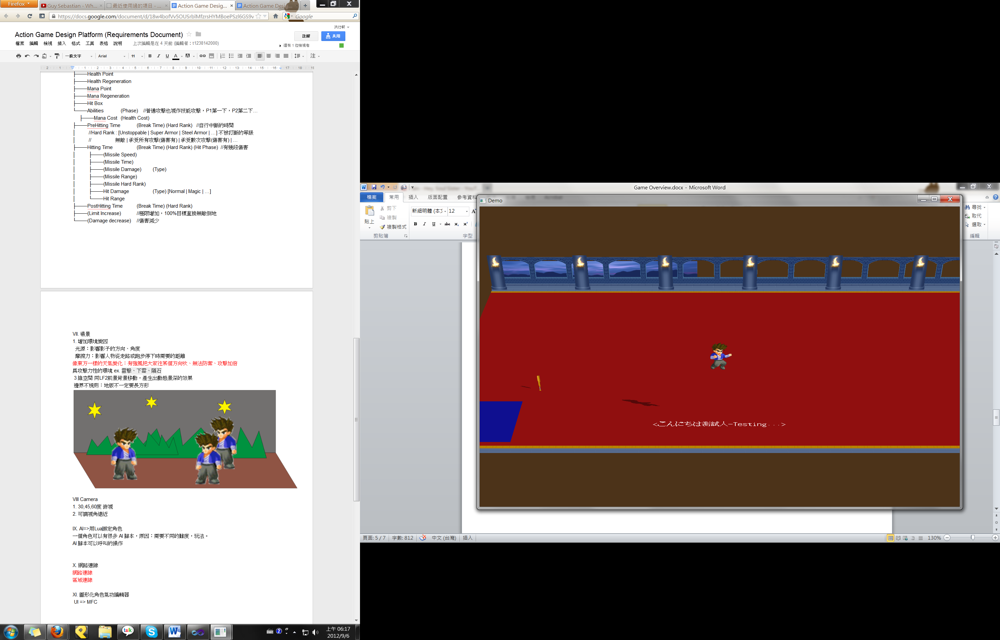 Firefox
Guy Sebastian - Wh...
最近使用過的項目 - ...
Action Game Desig...
Action Game Desig...
https://docs.google.com/document/d/18w4bofVv5OUSrblMfzrsHYMBoePSzl6GS9v
Google
洪仕軒
Action Game Design Platform (Requirements Document)
註解
共用
檔案 編輯 檢視 插入 格式 工具 表格 說明 上次編輯是在 4 天前 (編輯者：t1238142000)
還有 1 位檢視者
一般文字 Arial 11 B I U A A 注
2 1 1 2 3 4 5 6 7 8 9 10 11 12 13 14 15 16 17 18 19
├───Health Point
├───Health Regeneration
├───Mana Point
├───Mana Regeneration
├───Hit Box
└───Abilities (Phase) //普通攻擊也視作技能攻擊，P1第一下，P2第二下…
├───Mana Cost (Health Cost)
├───PreHitting Time (Break Time) (Hard Rank) //自行中斷的時間
│ //Hard Rank : [Unstoppable | Super Armor | Steel Armor | …] 不被打斷的等級
│ // 無敵 | 承受所有攻擊(傷害有) | 承受數次攻擊(傷害有) | …
├───Hitting Time (Break Time) (Hard Rank) (Hit Phase) //有幾段傷害
│ ├───(Missile Speed)
│ ├───(Missile Time)
│ ├───(Missile Damage) (Type)
│ ├───(Missile Range)
│ ├───(Missile Hard Rank)
│ ├───Hit Damage (Type) [Normal | Magic | …]
│ └───Hit Range
├───PostHitting Time (Break Time) (Hard Rank)
├───(Limit Increase) //極限增加，100%目標直接無敵倒地
└───(Damage decrease) //傷害減少
VII. 場景
1. 增加環境變因
光源：影響影子的方向、角度
摩擦力：影響人物從走路或跑步停下時需要的距離
像東方一樣的天氣變化：有強風把大家往某個方向吹、無法防禦、攻擊加倍
具攻擊力性的環境 ex. 雷擊、下雪、隕石
3 維空間 同LF2前景背景移動，產生出動態景深的效果
邊界不規則：地版不一定要長方形
VIII Camera
1. 30,45,60度 俯視
2. 可調視角遠近
IX. AI=>用Lua綁定角色
一個角色可以有很多 AI 腳本，原因：需要不同的難度，玩法。
AI 腳本可以呼叫的操作
X. 網路連線
網路連線
區域連線
XI. 圖形化角色氣功編輯器
UI => MFC
Game Overview.docx - Microsoft Word
檔案 常用 插入 版面配置 參考資料
貼上
剪下
複製
複製格式
剪貼簿
新細明體 (本文 12
B I U abc x₂ x²
字型
尋找
取代
選取
編輯
Demo
<こんにちは測試人-Testing...>
頁面: 5 / 7 字數: 812 中文 (台灣) 插入 130%
talk
上午 06:17
2012/9/6